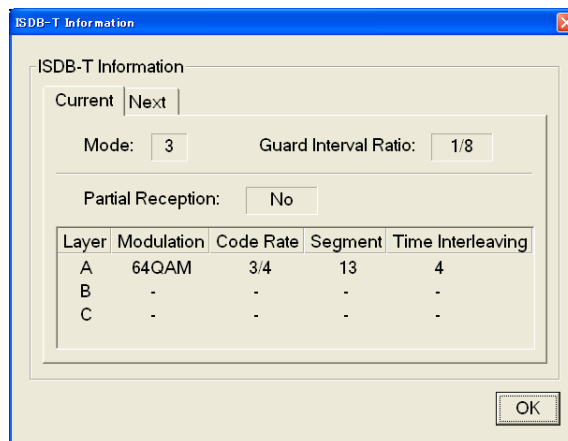 ISDB-T Information
ISDB-T Information
Current Next
Mode: 3 Guard Interval Ratio: 1/8
Partial Reception: No
Layer Modulation Code Rate Segment Time Interleaving
A 64QAM 3/4 13 4
B - - - -
C - - - -
OK